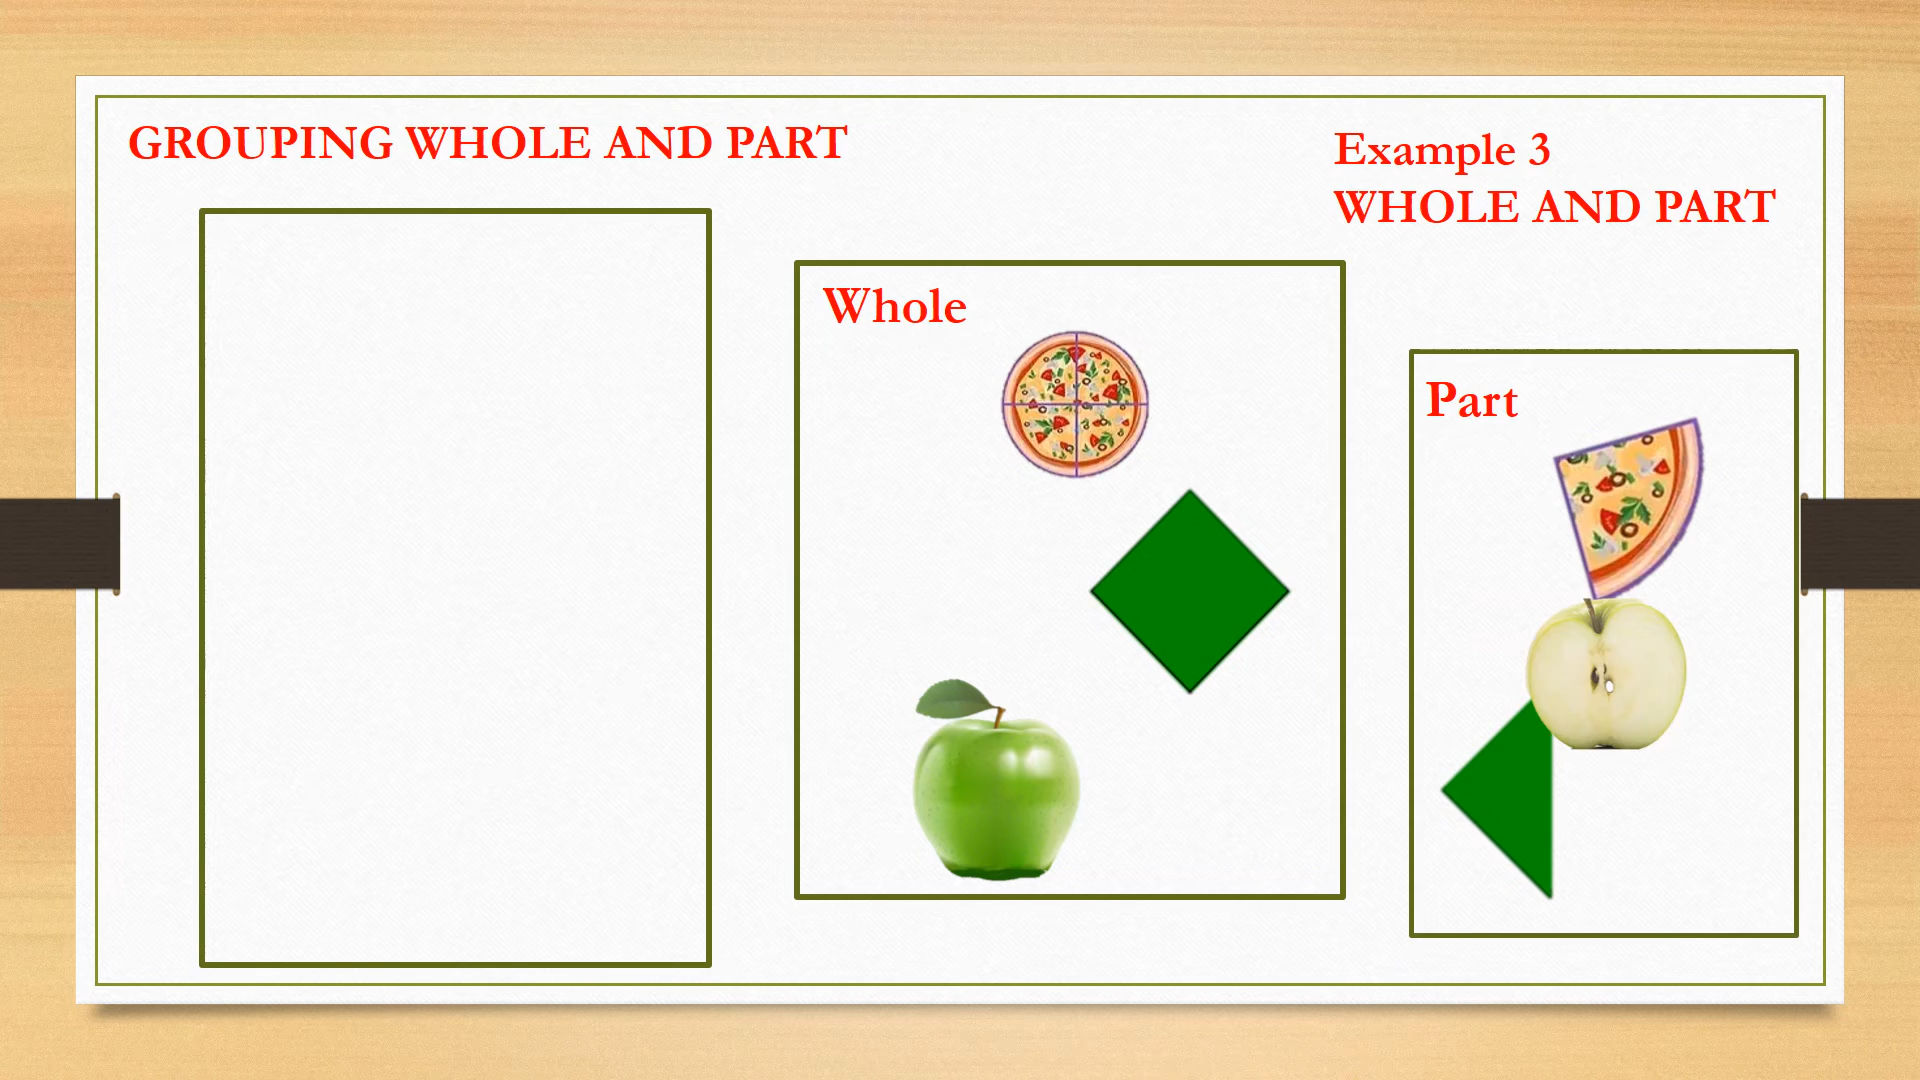 GROUPING WHOLE AND PART
Example 3
WHOLE AND PART
Whole
Part